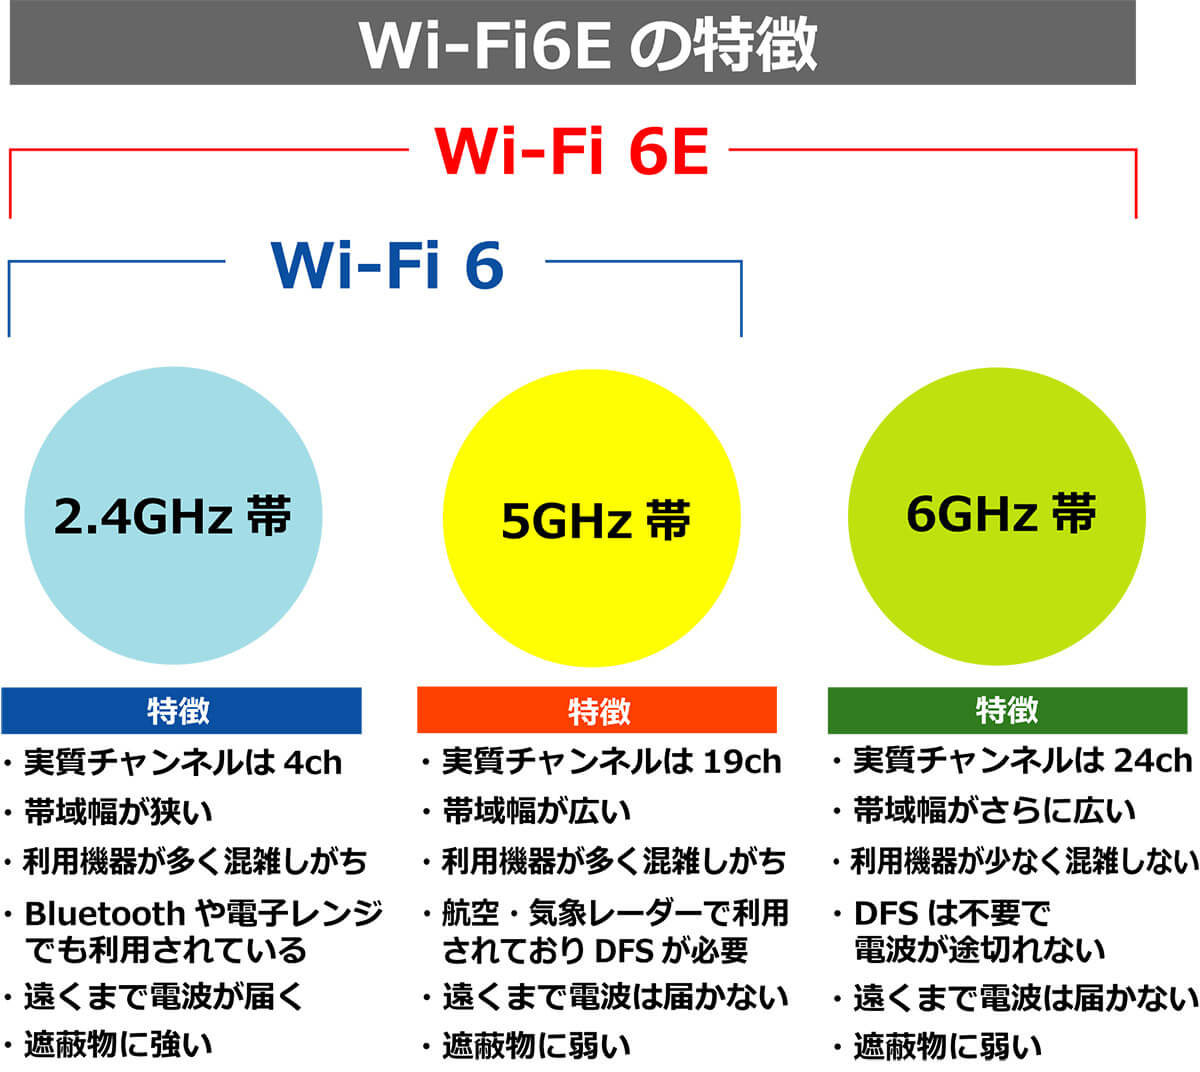 Wi-Fi6E の特徴
Wi-Fi 6E
Wi-Fi 6
2.4GHz 帯
5GHz 帯
6GHz 帯
特徴
・実質チャンネルは 4ch
・帯域幅が狭い
・利用機器が多く混雑しがち
・Bluetooth や電子レンジ
でも利用されている
・遠くまで電波が届く
・遮蔽物に強い
特徴
・実質チャンネルは 19ch
・帯域幅が広い
・利用機器が多く混雑しがち
・航空・気象レーダーで利用
されており DFS が必要
・遠くまで電波は届かない
・遮蔽物に弱い
特徴
・実質チャンネルは 24ch
・帯域幅がさらに広い
・利用機器が少なく混雑しない
・DFS は不要で
電波が途切れない
・遠くまで電波は届かない
・遮蔽物に弱い